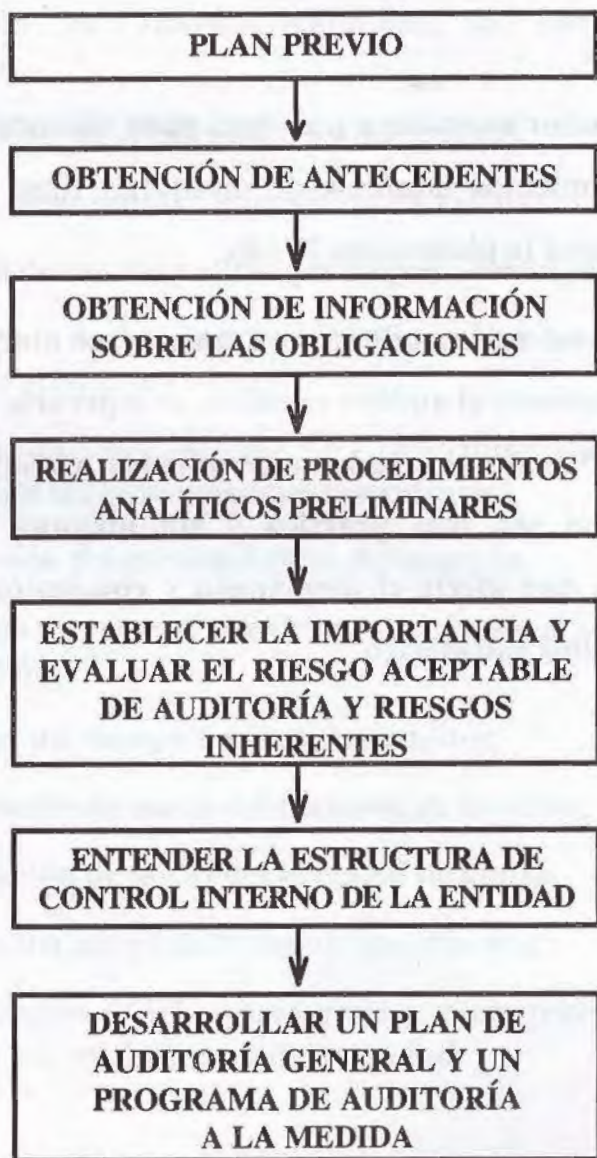 PLAN PREVIO
OBTENCIÓN DE ANTECEDENTES
OBTENCIÓN DE INFORMACIÓN
SOBRE LAS OBLIGACIONES
REALIZACIÓN DE PROCEDIMIENTOS
ANALÍTICOS PRELIMINARES
ESTABLECER LA IMPORTANCIA Y
EVALUAR EL RIESGO ACEPTABLE
DE AUDITORÍA Y RIESGOS
INHERENTES
ENTENDER LA ESTRUCTURA DE
CONTROL INTERNO DE LA ENTIDAD
DESARROLLAR UN PLAN DE
AUDITORÍA GENERAL Y UN
PROGRAMA DE AUDITORÍA
A LA MEDIDA